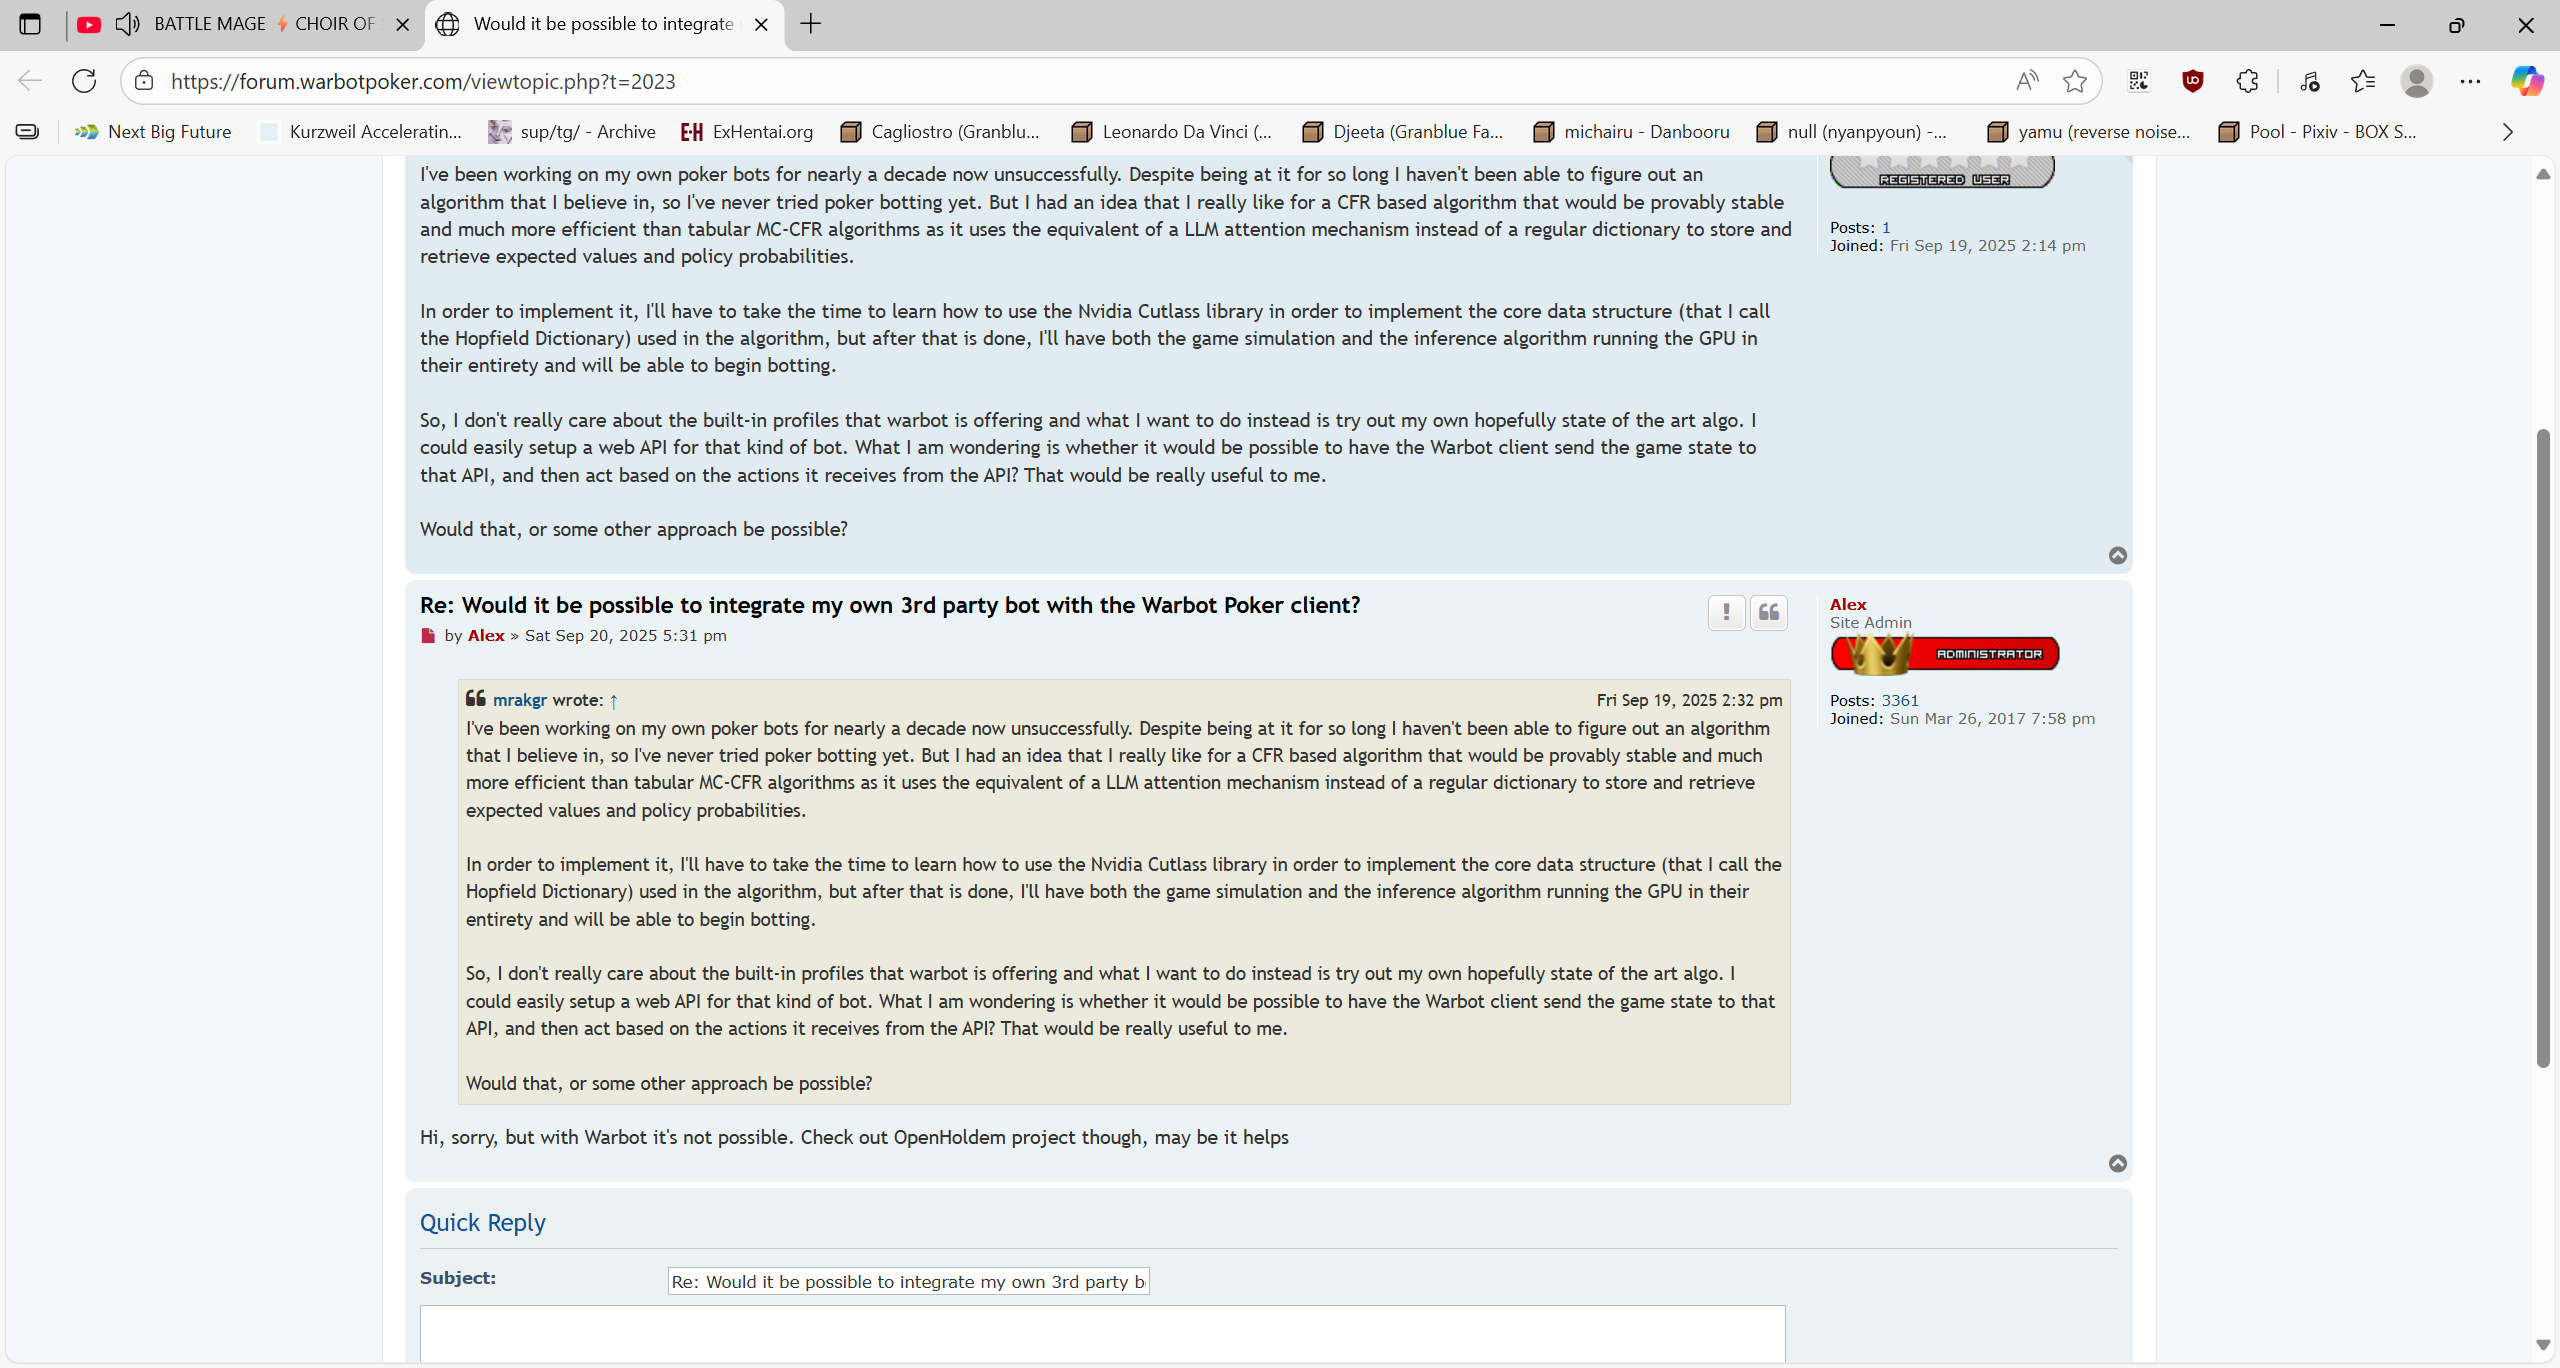 BATTLE MAGE ⚡ CHOIR OF
Would it be possible to integrate
https://forum.warbotpoker.com/viewtopic.php?t=2023
Next Big Future
Kurzweil Acceleratin...
sup/tg/ - Archive
E-H ExHentai.org
Cagliostro (Granblu...
Leonardo Da Vinci (...
Djeeta (Granblue Fa...
michairu - Danbooru
null (nyanpyoun) -...
yamu (reverse noise...
Pool - Pixiv - BOX S...
I've been working on my own poker bots for nearly a decade now unsuccessfully. Despite being at it for so long I haven't been able to figure out an
algorithm that I believe in, so I've never tried poker botting yet. But I had an idea that I really like for a CFR based algorithm that would be provably stable
and much more efficient than tabular MC-CFR algorithms as it uses the equivalent of a LLM attention mechanism instead of a regular dictionary to store and
retrieve expected values and policy probabilities.
In order to implement it, I'll have to take the time to learn how to use the Nvidia Cutlass library in order to implement the core data structure (that I call
the Hopfield Dictionary) used in the algorithm, but after that is done, I'll have both the game simulation and the inference algorithm running the GPU in
their entirety and will be able to begin botting.
So, I don't really care about the built-in profiles that warbot is offering and what I want to do instead is try out my own hopefully state of the art algo. I
could easily setup a web API for that kind of bot. What I am wondering is whether it would be possible to have the Warbot client send the game state to
that API, and then act based on the actions it receives from the API? That would be really useful to me.
Would that, or some other approach be possible?
REGISTERED USER
Posts: 1
Joined: Fri Sep 19, 2025 2:14 pm
Re: Would it be possible to integrate my own 3rd party bot with the Warbot Poker client?
by Alex » Sat Sep 20, 2025 5:31 pm
Alex
Site Admin
ADMINISTRATOR
Posts: 3361
Joined: Sun Mar 26, 2017 7:58 pm
mrakgr wrote: ↑
Fri Sep 19, 2025 2:32 pm
I've been working on my own poker bots for nearly a decade now unsuccessfully. Despite being at it for so long I haven't been able to figure out an algorithm
that I believe in, so I've never tried poker botting yet. But I had an idea that I really like for a CFR based algorithm that would be provably stable and much
more efficient than tabular MC-CFR algorithms as it uses the equivalent of a LLM attention mechanism instead of a regular dictionary to store and retrieve
expected values and policy probabilities.
In order to implement it, I'll have to take the time to learn how to use the Nvidia Cutlass library in order to implement the core data structure (that I call the
Hopfield Dictionary) used in the algorithm, but after that is done, I'll have both the game simulation and the inference algorithm running the GPU in their
entirety and will be able to begin botting.
So, I don't really care about the built-in profiles that warbot is offering and what I want to do instead is try out my own hopefully state of the art algo. I
could easily setup a web API for that kind of bot. What I am wondering is whether it would be possible to have the Warbot client send the game state to that
API, and then act based on the actions it receives from the API? That would be really useful to me.
Would that, or some other approach be possible?
Hi, sorry, but with Warbot it's not possible. Check out OpenHoldem project though, may be it helps
Quick Reply
Subject:
Re: Would it be possible to integrate my own 3rd party b